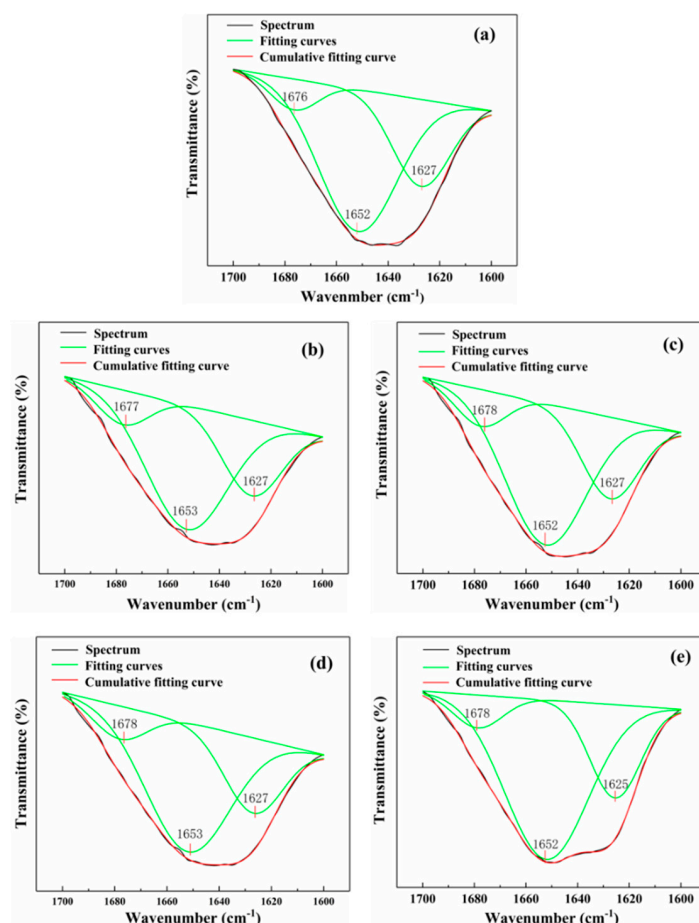 Spectrum
Fitting curves
Cumulative fitting curve
(a)
Transmittance (%)
1676
1627
1652
1700 1680 1660 1640 1620 1600
Wavenmber (cm-1)
Spectrum
Fitting curves
Cumulative fitting curve
(b)
Transmittance (%)
1677
1627
1653
1700 1680 1660 1640 1620 1600
Wavenumber (cm-1)
Spectrum
Fitting curves
Cumulative fitting curve
(c)
Transmittance (%)
1678
1627
1652
1700 1680 1660 1640 1620 1600
Wavenumber (cm-1)
Spectrum
Fitting curves
Cumulative fitting curve
(d)
Transmittance (%)
1678
1627
1653
1700 1680 1660 1640 1620 1600
Wavenumber (cm-1)
Spectrum
Fitting curves
Cumulative fitting curve
(e)
Transmittance (%)
1678
1625
1652
1700 1680 1660 1640 1620 1600
Wavenumber (cm-1)